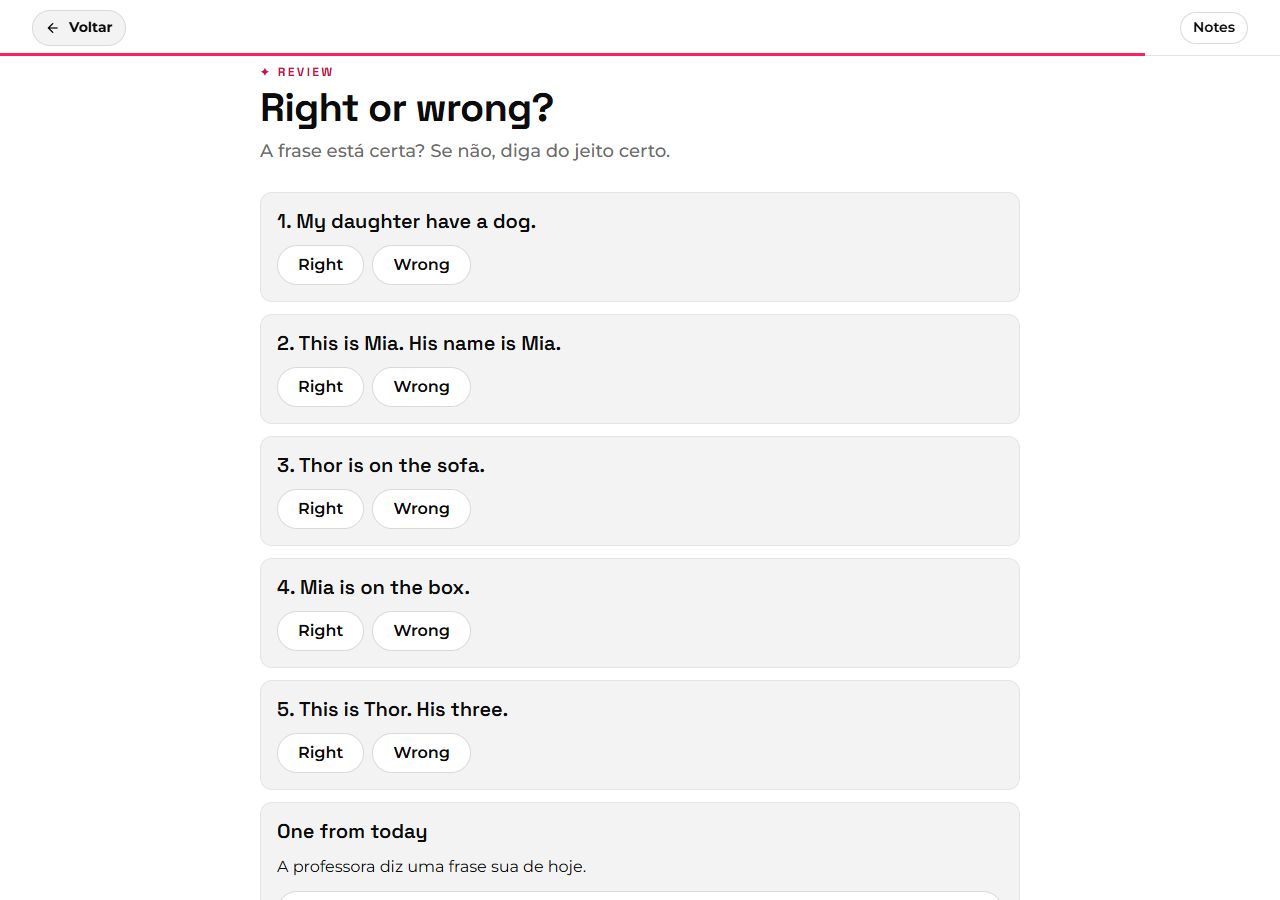 Voltar
Notes
✦ REVIEW
Right or wrong?
A frase está certa? Se não, diga do jeito certo.
1. My daughter have a dog.
Right Wrong
2. This is Mia. His name is Mia.
Right Wrong
3. Thor is on the sofa.
Right Wrong
4. Mia is on the box.
Right Wrong
5. This is Thor. His three.
Right Wrong
One from today
A professora diz uma frase sua de hoje.